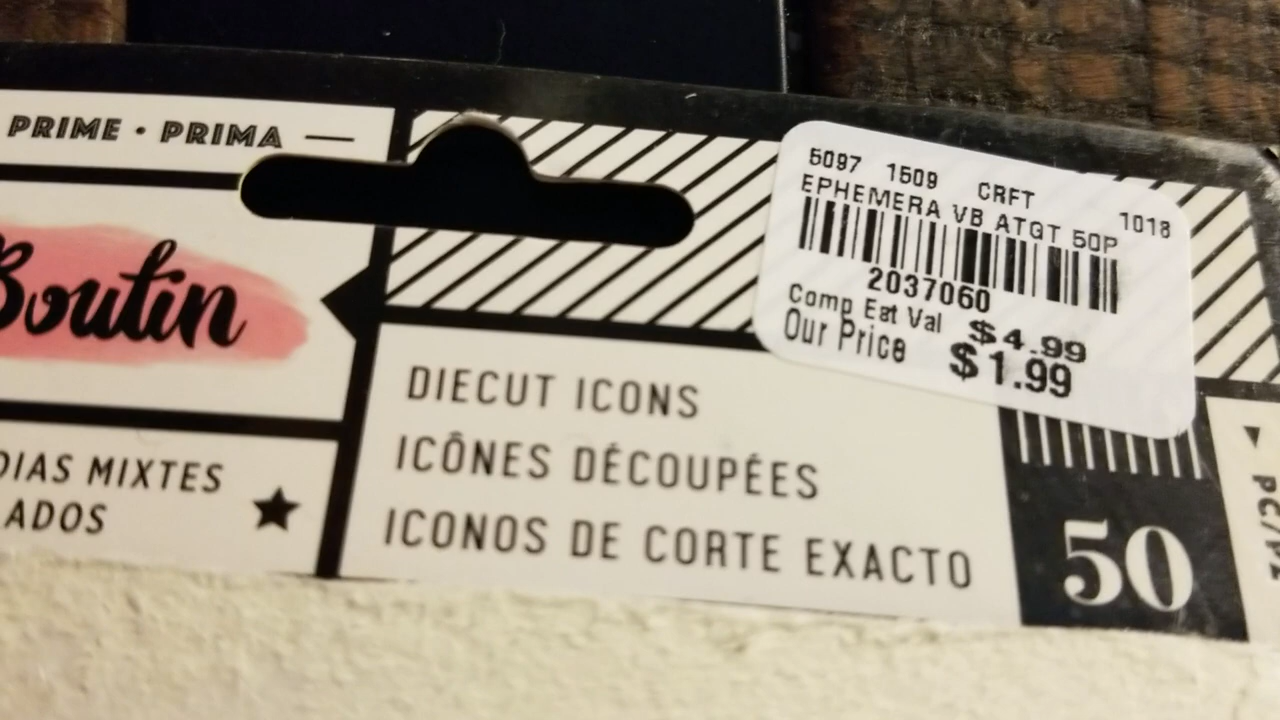 PRIME • PRIMA —
Boutin
DIAS MIXTES
ADOS
5097 1509 CRFT 1018
EPHEMERA VB ATGT 50P
2037060
Comp Est Val $4.99
Our Price $1.99
DIECUT ICONS
ICÔNES DÉCOUPÉES
ICONOS DE CORTE EXACTO
50
PC/PZ